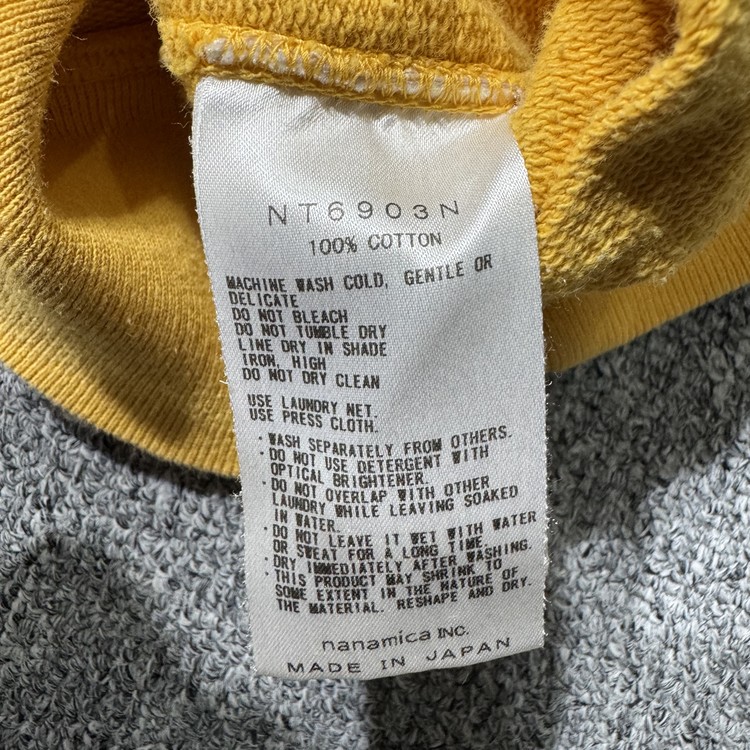 NT6903N
100% COTTON
MACHINE WASH COLD, GENTLE OR
DELICATE
DO NOT BLEACH
DO NOT TUMBLE DRY
LINE DRY IN SHADE
IRON, HIGH
DO NOT DRY CLEAN
USE LAUNDRY NET.
USE PRESS CLOTH.
・WASH SEPARATELY FROM OTHERS.
・DO NOT USE DETERGENT WITH
OPTICAL BRIGHTENER.
・DO NOT OVERLAP WITH OTHER
LAUNDRY WHILE LEAVING SOAKED
IN WATER.
・DO NOT LEAVE IT WET WITH WATER
OR SWEAT FOR A LONG TIME.
・DRY IMMEDIATELY AFTER WASHING.
・THIS PRODUCT MAY SHRINK TO
SOME EXTENT IN THE NATURE OF
THE MATERIAL. RESHAPE AND DRY.
nanamica INC.
MADE IN JAPAN